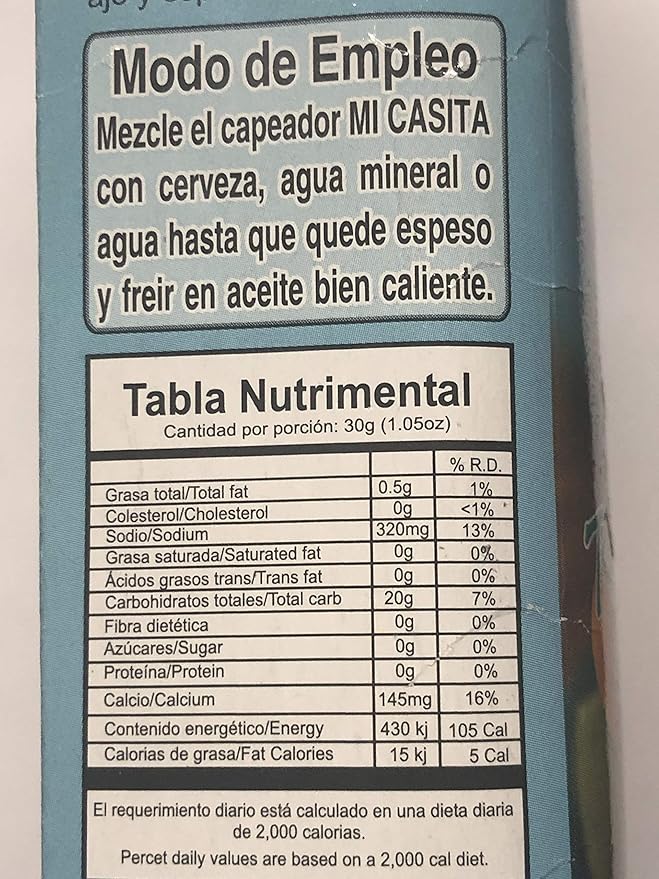 ajo y
Modo de Empleo
Mezcle el capeador MI CASITA
con cerveza, agua mineral o
agua hasta que quede espeso
y freir en aceite bien caliente.
Tabla Nutrimental
Cantidad por porción: 30g (1.05oz)
% R.D.
Grasa total/Total fat 0.5g 1%
Colesterol/Cholesterol 0g <1%
Sodio/Sodium 320mg 13%
Grasa saturada/Saturated fat 0g 0%
Ácidos grasos trans/Trans fat 0g 0%
Carbohidratos totales/Total carb 20g 7%
Fibra dietética 0g 0%
Azúcares/Sugar 0g 0%
Proteína/Protein 0g 0%
Calcio/Calcium 145mg 16%
Contenido energético/Energy 430 kj 105 Cal
Calorias de grasa/Fat Calories 15 kj 5 Cal
El requerimiento diario está calculado en una dieta diaria
de 2,000 calorias.
Percet daily values are based on a 2,000 cal diet.